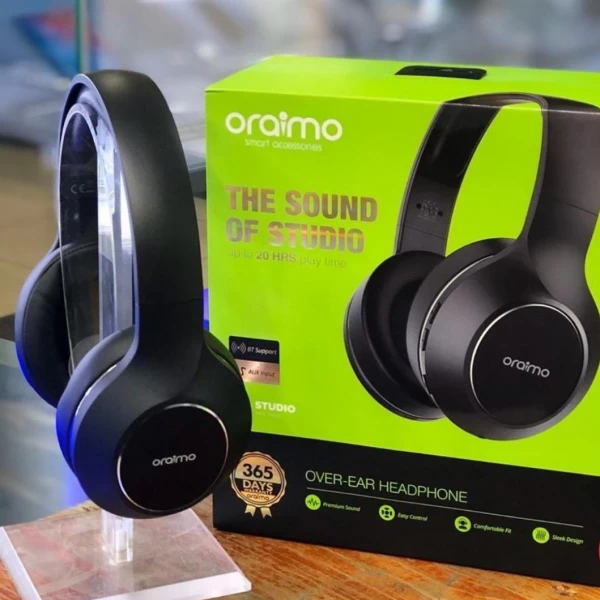 oraimo
smart accessories
THE SOUND
OF STUDIO
up to 20 HRS play time
BT Support
AUX Input
STUDIO
oraimo
oraimo
365
DAYS
oraimo
OVER-EAR HEADPHONE
Premium Sound
Easy Control
Comfortable Fit
Sleek Design